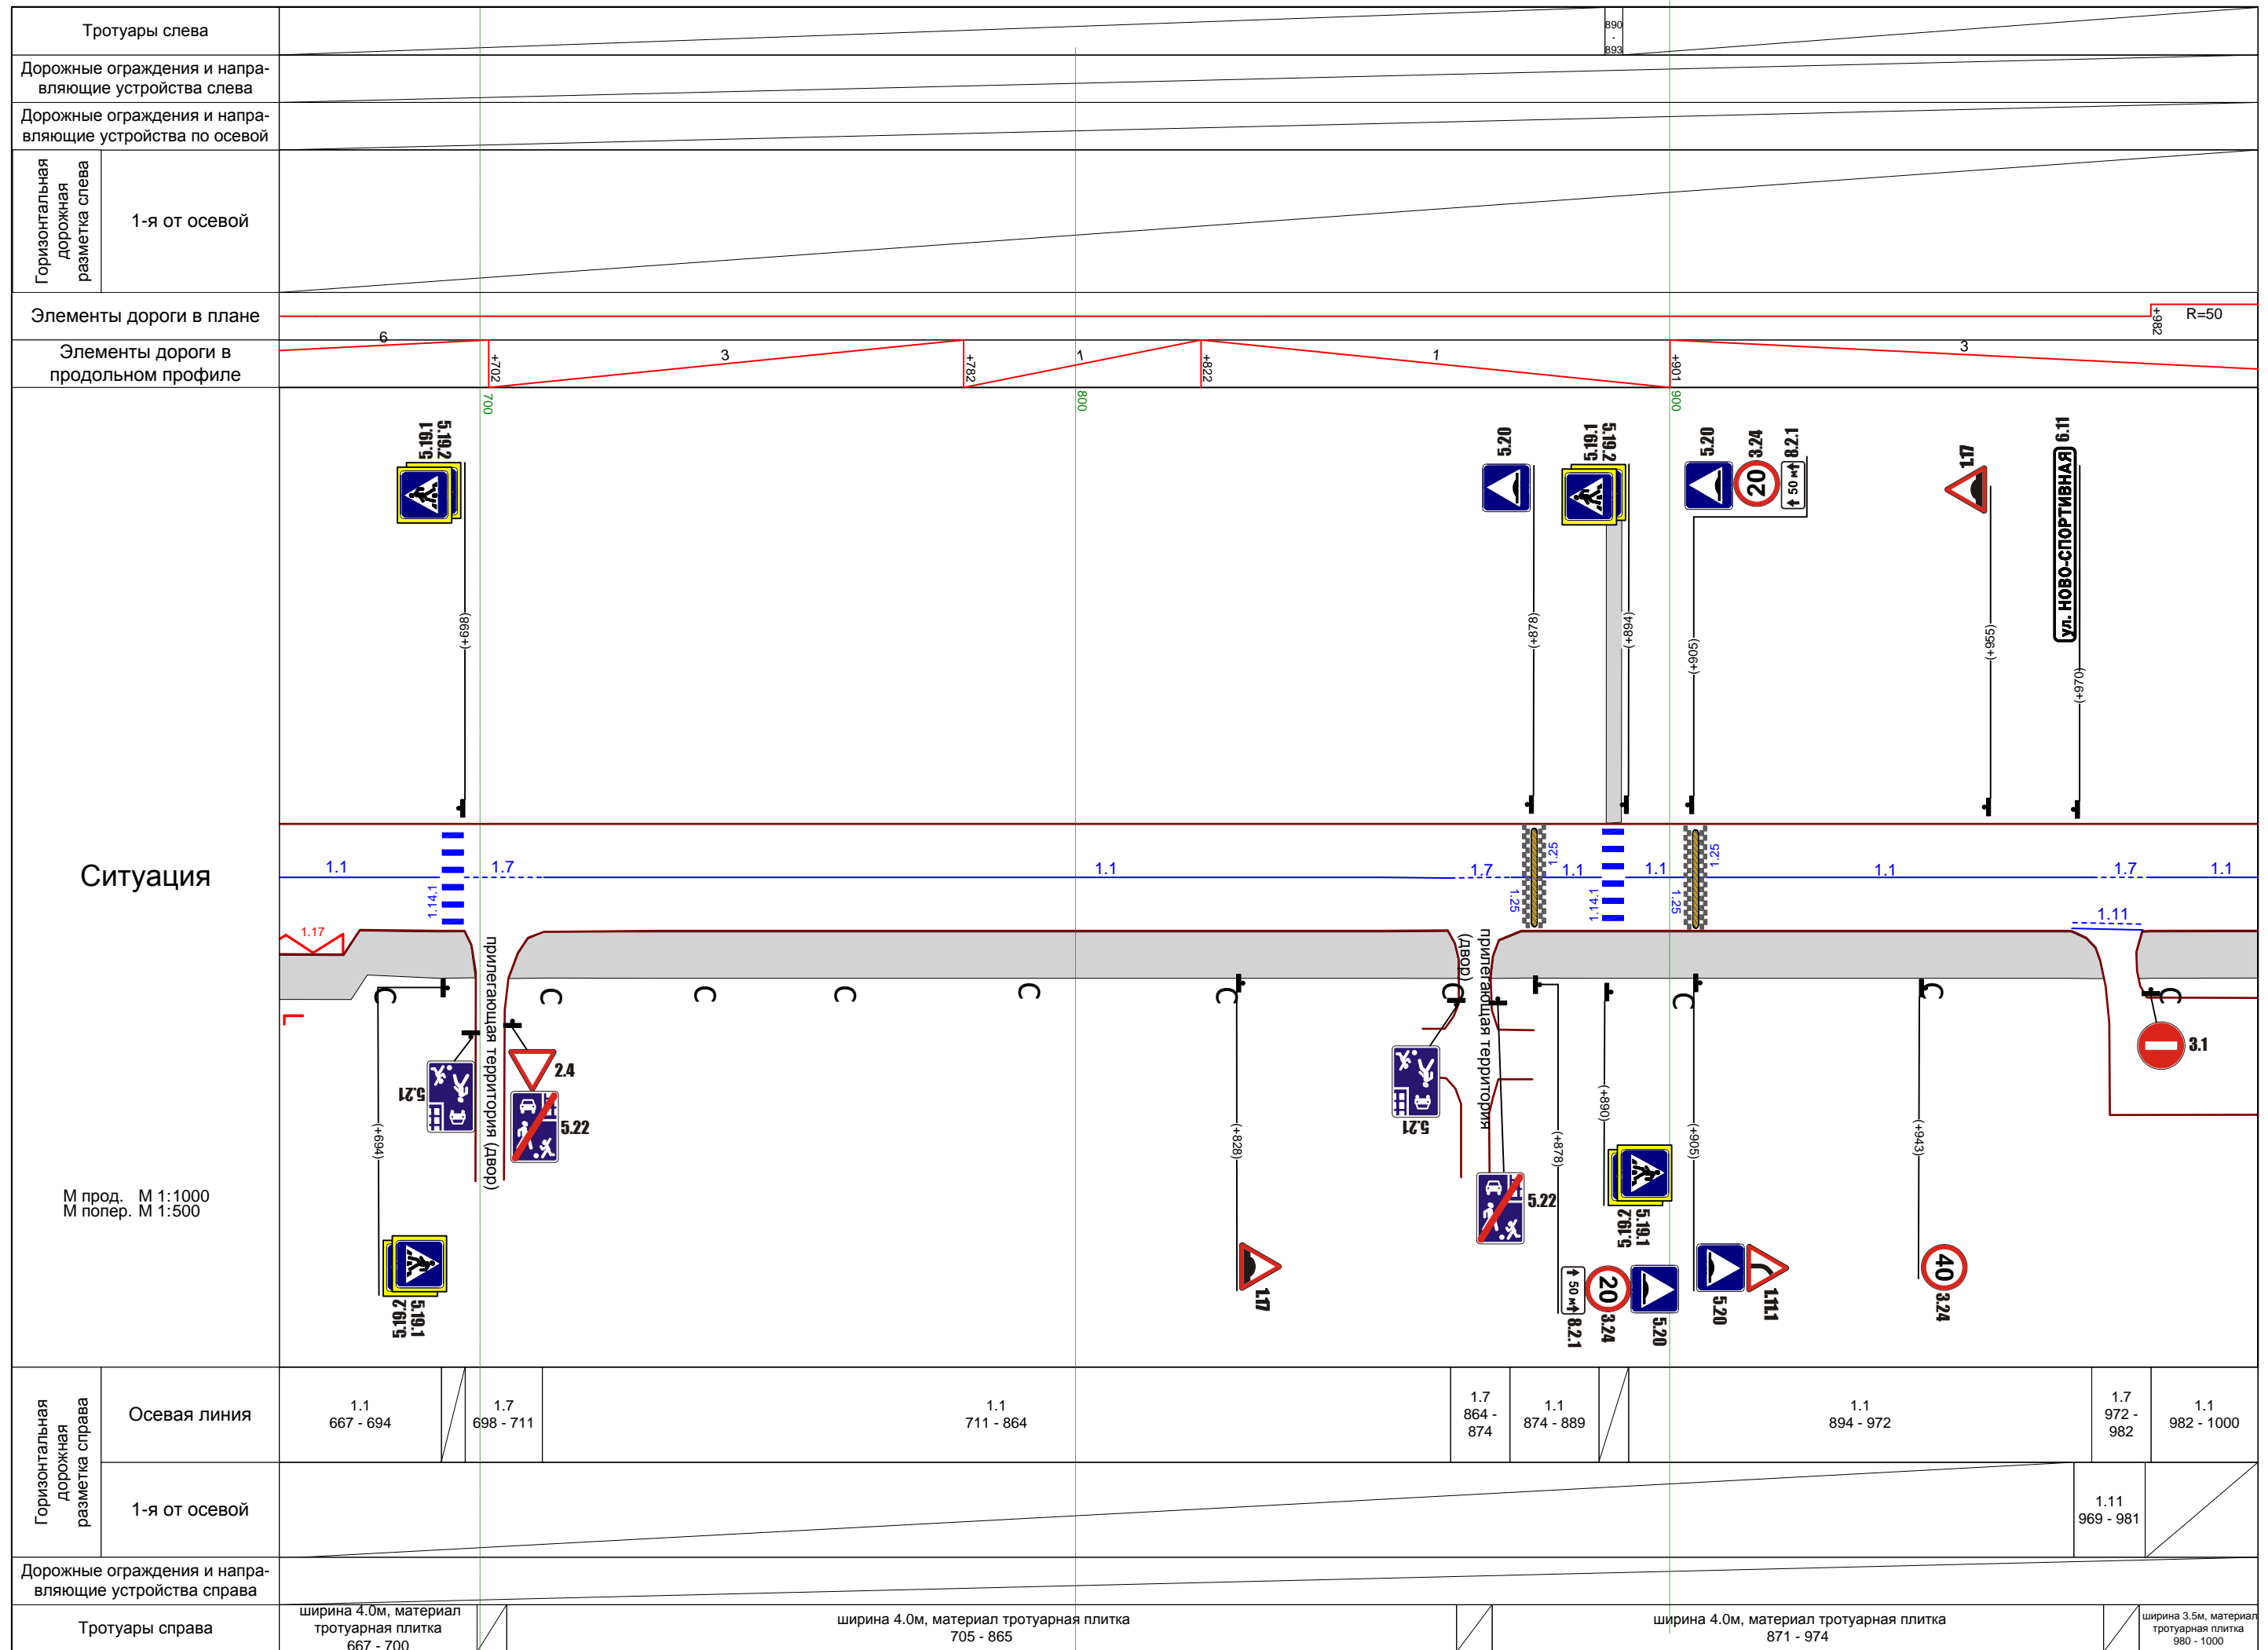 Тротуары слева
890
-
893
Дорожные ограждения и напра-
вляющие устройства слева
Дорожные ограждения и напра-
вляющие устройства по осевой
Горизонтальная
дорожная
разметка слева
1-я от осевой
Элементы дороги в плане
+982
R=50
Элементы дороги в
продольном профиле
6
+702
3
+782
1
+822
1
+901
3
700
800
900
Ситуация
М прод. М 1:1000
М попер. М 1:500
5.19.2
5.19.1
(+698)
5.20
(+878)
5.19.2
5.19.1
(+894)
5.20
3.24
8.2.1
20
50 м
(+905)
1.17
(+955)
6.11
ул. НОВО-СПОРТИВНАЯ
(+970)
1.1
1.14.1
1.7
1.1
1.7
1.25
1.25
1.1
1.14.1
1.1
1.25
1.25
1.1
1.7
1.1
1.11
1.17
С
С
С
С
С
С
С
С
С
С
L
прилегающая территория (двор)
прилегающая территория
(двор)
5.21
2.4
5.22
(+694)
5.19.1
5.19.2
(+828)
1.17
5.21
5.22
(+878)
50 м
8.2.1
20
3.24
5.20
(+890)
5.19.1
5.19.2
(+905)
5.20
1.11.1
(+943)
40
3.24
3.1
Горизонтальная
дорожная
разметка справа
Осевая линия
1.1
667 - 694
1.7
698 - 711
1.1
711 - 864
1.7
864 -
874
1.1
874 - 889
1.1
894 - 972
1.7
972 -
982
1.1
982 - 1000
1-я от осевой
1.11
969 - 981
Дорожные ограждения и напра-
вляющие устройства справа
Тротуары справа
ширина 4.0м, материал
тротуарная плитка
667 - 700
ширина 4.0м, материал тротуарная плитка
705 - 865
ширина 4.0м, материал тротуарная плитка
871 - 974
ширина 3.5м, материал
тротуарная плитка
980 - 1000